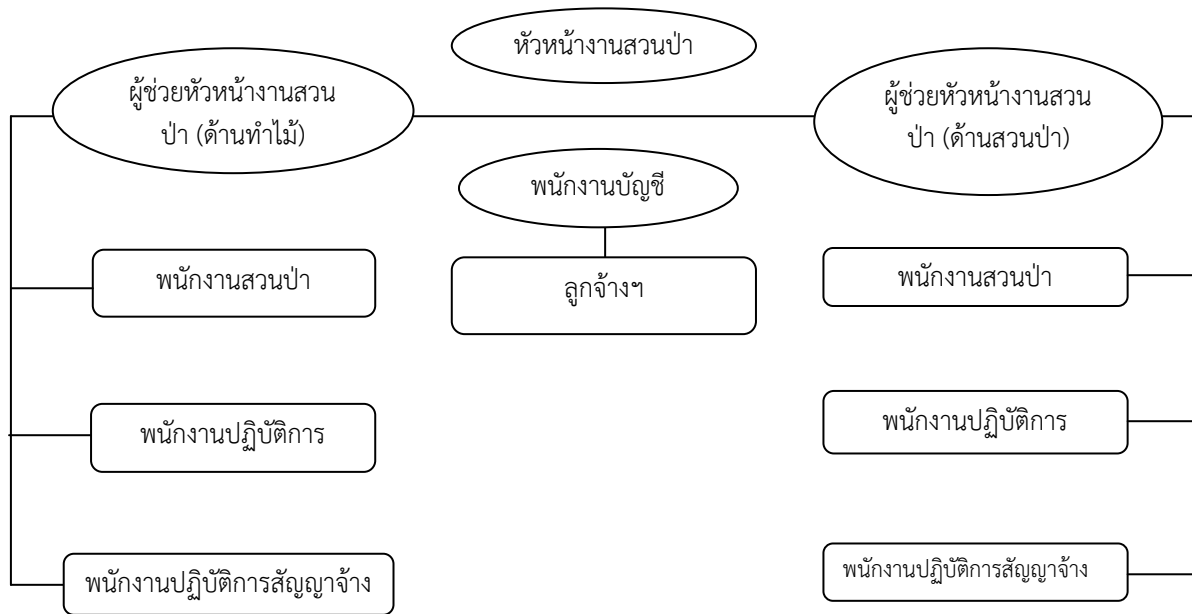 หัวหน้างานสวนป่า
ผู้ช่วยหัวหน้างานสวน
ป่า (ด้านทำไม้)
ผู้ช่วยหัวหน้างานสวน
ป่า (ด้านสวนป่า)
พนักงานบัญชี
พนักงานสวนป่า
ลูกจ้างฯ
พนักงานสวนป่า
พนักงานปฏิบัติการ
พนักงานปฏิบัติการ
พนักงานปฏิบัติการสัญญาจ้าง
พนักงานปฏิบัติการสัญญาจ้าง